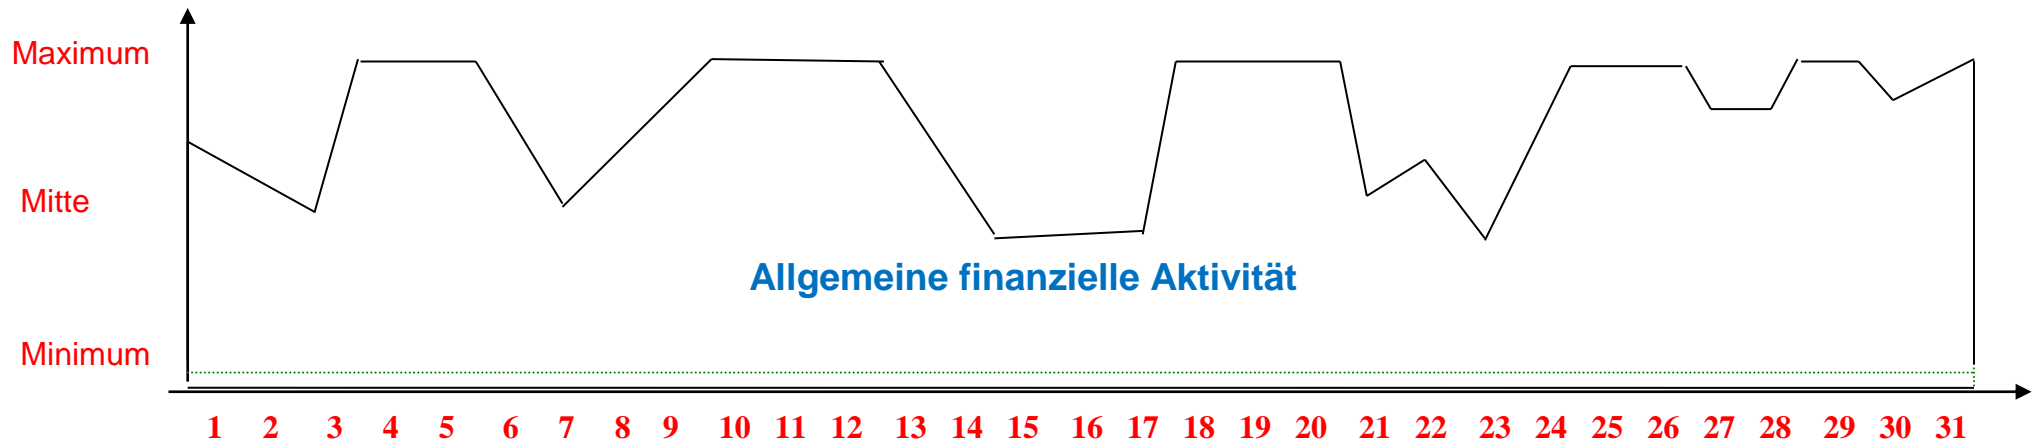 Maximum
Mitte
Allgemeine finanzielle Aktivität
Minimum
1 2 3 4 5 6 7 8 9 10 11 12 13 14 15 16 17 18 19 20 21 22 23 24 25 26 27 28 29 30 31